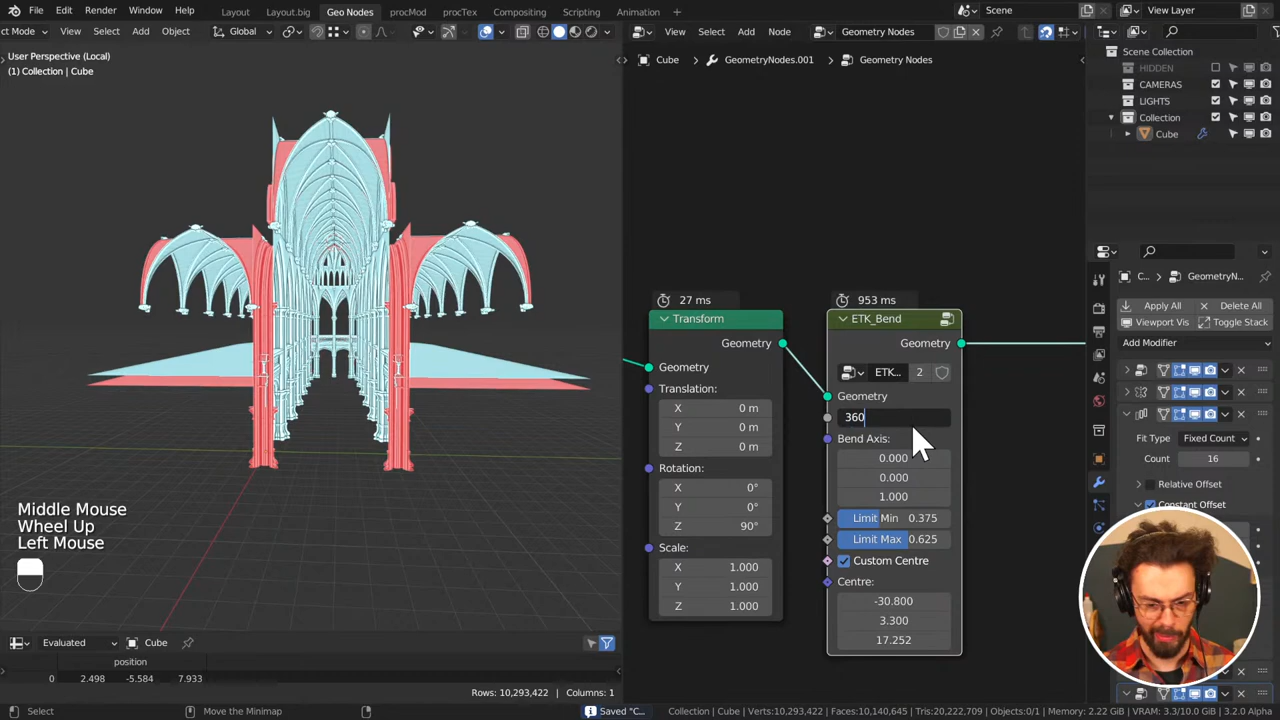 File Edit Render Window Help Layout Layout.big Geo Nodes procMod procTex Compositing Scripting Animation + Scene View Layer
ct Mode View Select Add Object Global View Select Add Node Geometry Nodes
User Perspective (Local)
(1) Collection | Cube
Cube > GeometryNodes.001 > Geometry Nodes
Scene Collection
HIDDEN
CAMERAS
LIGHTS
Collection
Cube
27 ms
Transform
Geometry
Geometry
Translation:
X 0 m
Y 0 m
Z 0 m
Rotation:
X 0°
Y 0°
Z 90°
Scale:
X 1.000
Y 1.000
Z 1.000
953 ms
ETK_Bend
Geometry
ETK... 2
Geometry
360
Bend Axis:
0.000
0.000
1.000
Limit Min 0.375
Limit Max 0.625
Custom Centre
Centre:
-30.800
3.300
17.252
C... GeometryN...
Apply All Delete All
Viewport Vis Toggle Stack
Add Modifier
Fit Type Fixed Count
Count 16
Relative Offset
Constant Offset
Middle Mouse
Wheel Up
Left Mouse
Evaluated Cube
position
0 2.498 -5.584 7.933
Rows: 10,293,422 | Columns: 1
Select Move the Minimap Saved "C... Collection | Cube | Verts:10,293,422 | Faces:10,140,645 | Tris:20,222,709 | Objects:0/1 | Memory: 2.22 GiB | VRAM: 3.3/10.0 GiB | 3.2.0 Alpha